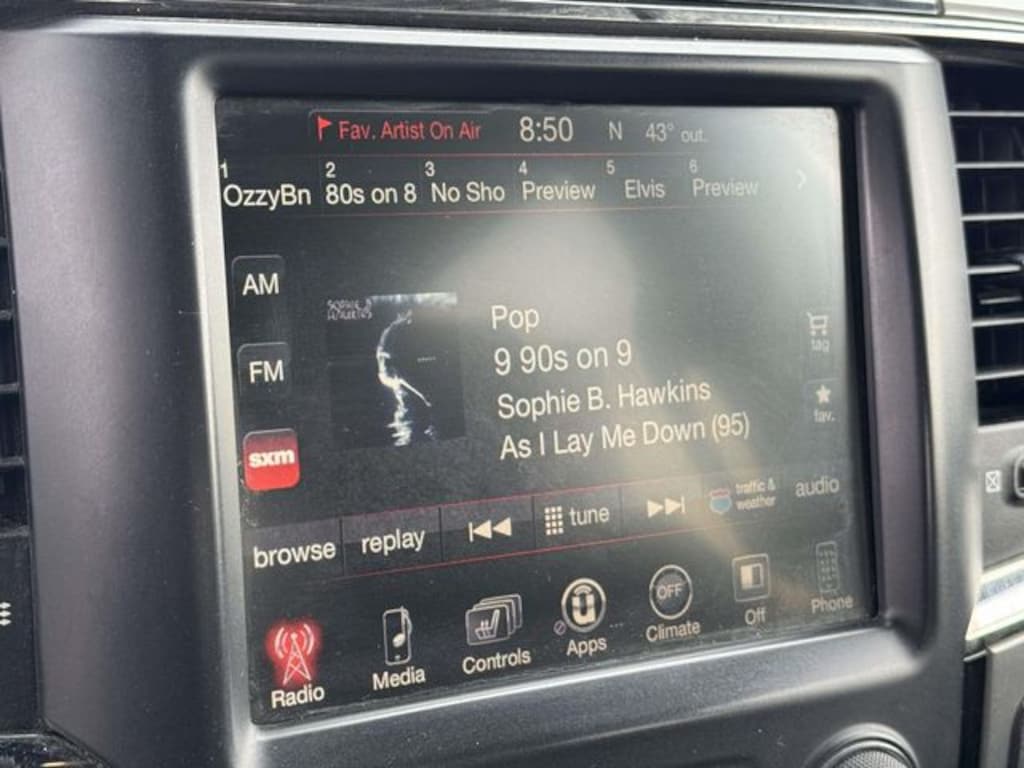 Fav. Artist On Air 8:50 N 43° out.
1 2 3 4 5 6
OzzyBn 80s on 8 No Sho Preview Elvis Preview
AM
FM
sxm
SOPHIE B
HAWKINS
Pop
9 90s on 9
Sophie B. Hawkins
As I Lay Me Down (95)
tag
fav.
browse replay tune traffic & weather audio
Radio Media Controls Apps OFF Climate Off Phone